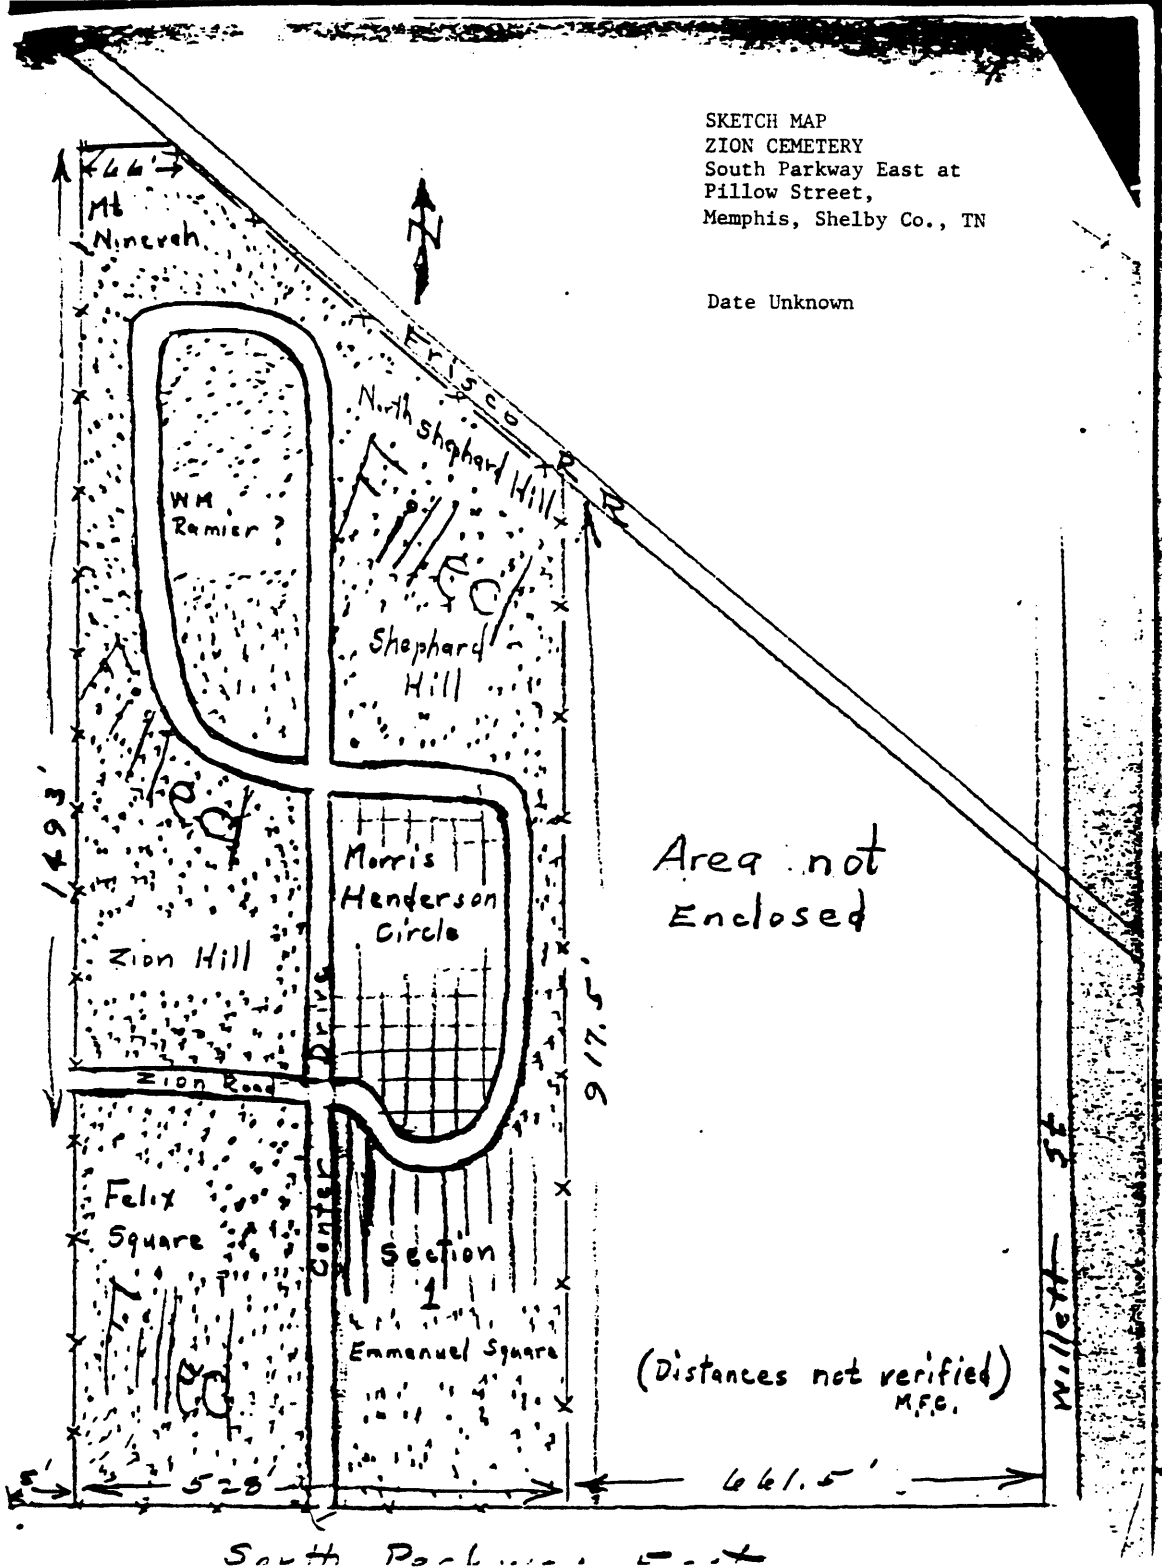 SKETCH MAP
ZION CEMETERY
South Parkway East at
Pillow Street,
Memphis, Shelby Co., TN
Date Unknown
66'
Mt
Ninevah
N
Frisco R R
North Shephard Hill
WM
Ramier ?
Shephard
Hill
1493'
Morris
Henderson
Circle
Area not
Enclosed
Zion Hill
917.5'
Zion Road
Center Drive
Felix
Square
Section
1
Emmanuel Square
(Distances not verified)
M.F.C.
Willett St
528'
661.5'
South Parkway East